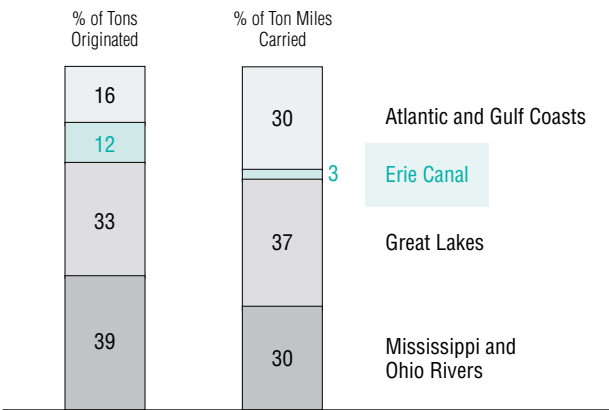 % of Tons
Originated
% of Ton Miles
Carried
16
30
Atlantic and Gulf Coasts
12
3
Erie Canal
33
37
Great Lakes
39
30
Mississippi and
Ohio Rivers